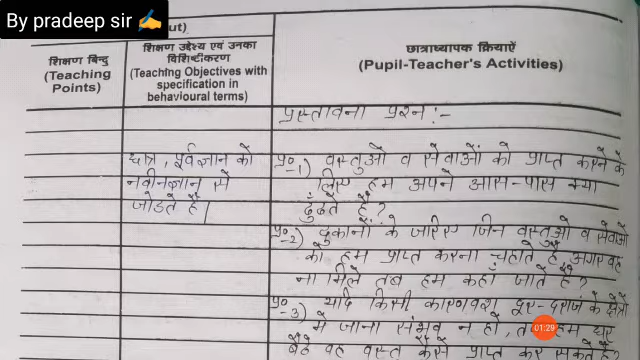 By pradeep sir ✍
ut)
शिक्षण बिन्दु
(Teaching
Points)
शिक्षण उद्देश्य एवं उनका
विशिष्टीकरण
(Teaching Objectives with
specification in
behavioural terms)
छात्राध्यापक क्रियाऐं
(Pupil-Teacher's Activities)
प्रस्तावना प्रश्न:-
छात्र, पूर्वज्ञान को
नवीनज्ञान से
जोडते हैं।
प्र०-1) वस्तुओं व सेवाओं को प्राप्त करने के
लिए हम अपने आस-पास क्या
ढुँढते हैं?
प्र०-2) दुकानों के जरिए जिन वस्तुओं व सेवाओं
को हम प्राप्त करना चहाते हैं अगर वह
ना मिले तब हम कहाँ जाते हैं?
प्र०-3) यदि किसी कारणवश दूर-दराज के क्षेत्रों
में जाना संभव न हो, हम घर
बैठे वह वस्तु कैसे प्राप्त कर सकते हैं?
01:29